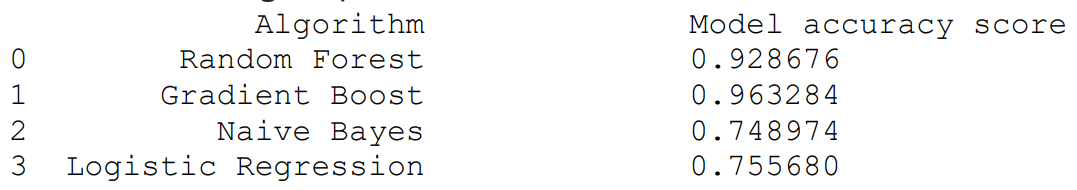 Algorithm Model accuracy score
0 Random Forest 0.928676
1 Gradient Boost 0.963284
2 Naive Bayes 0.748974
3 Logistic Regression 0.755680